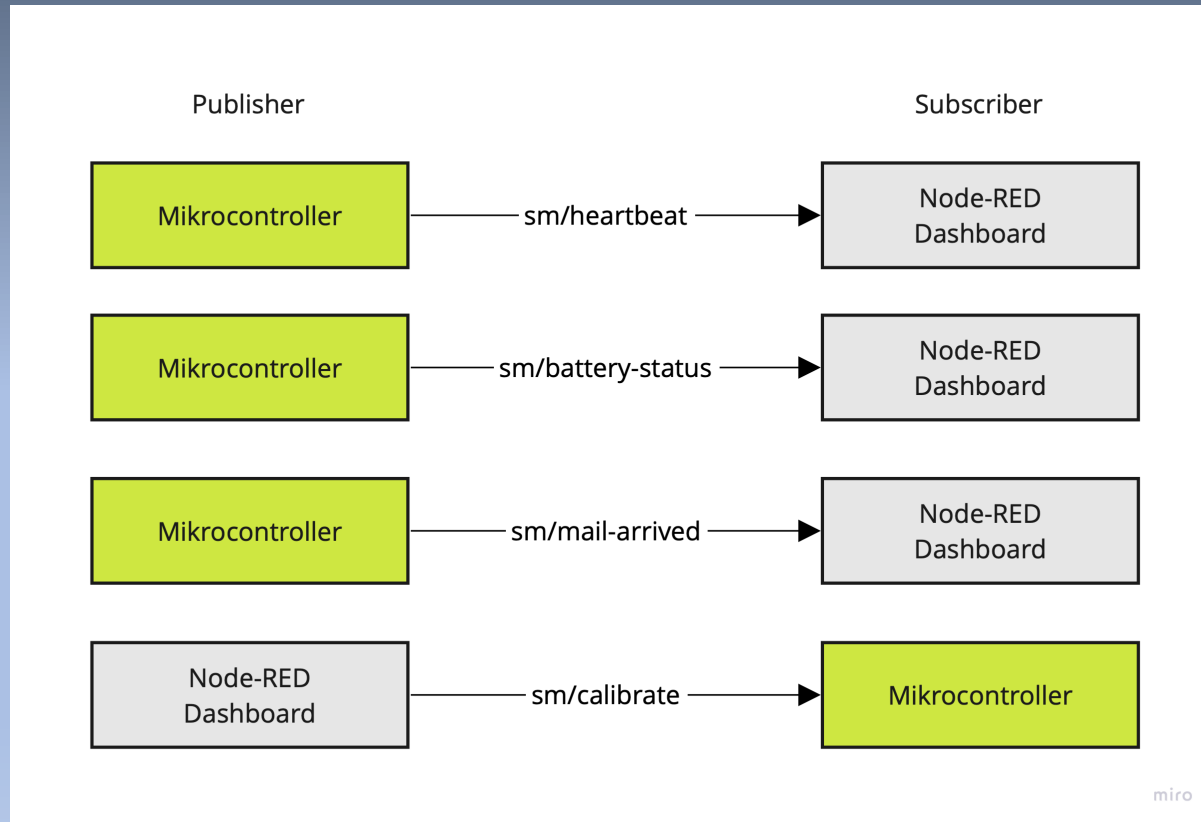 Publisher
Subscriber
Mikrocontroller
sm/heartbeat
Node-RED
Dashboard
Mikrocontroller
sm/battery-status
Node-RED
Dashboard
Mikrocontroller
sm/mail-arrived
Node-RED
Dashboard
Node-RED
Dashboard
sm/calibrate
Mikrocontroller
miro